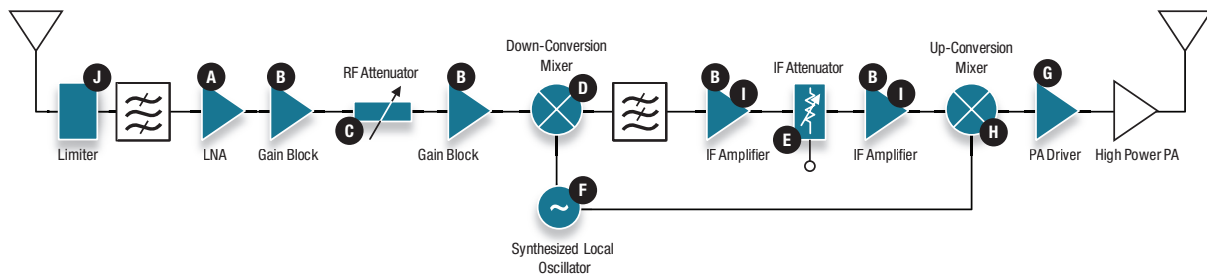 J
Limiter
A
LNA
B
Gain Block
RF Attenuator
C
B
Gain Block
Down-Conversion
Mixer
D
~
F
Synthesized Local
Oscillator
B
I
IF Amplifier
IF Attenuator
E
B
I
IF Amplifier
Up-Conversion
Mixer
H
G
PA Driver
High Power PA